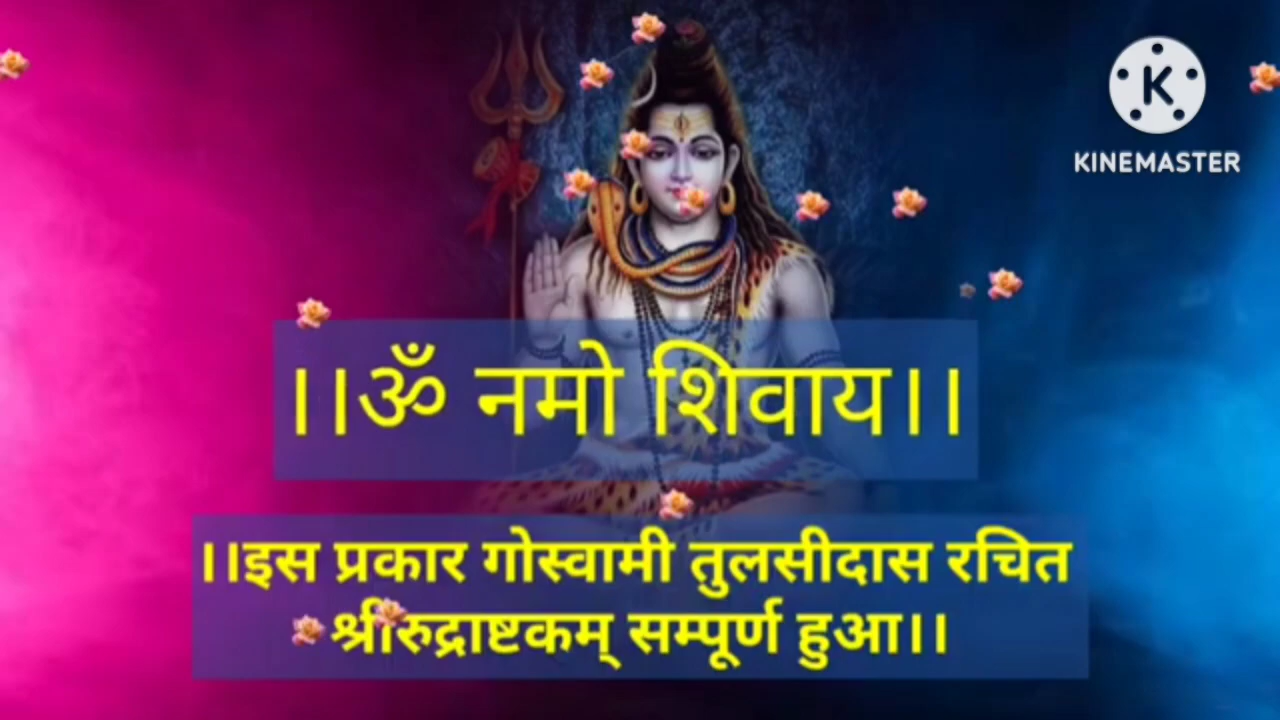 KINEMASTER
।।ॐ नमो शिवाय।।
।।इस प्रकार गोस्वामी तुलसीदास रचित
श्रीरुद्राष्टकम् सम्पूर्ण हुआ।।